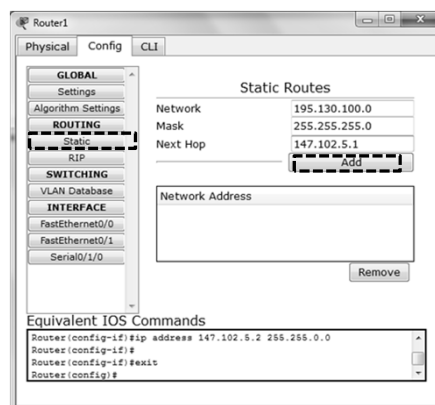 Router1
Physical Config CLI
GLOBAL
Settings
Algorithm Settings
ROUTING
Static
RIP
SWITCHING
VLAN Database
INTERFACE
FastEthernet0/0
FastEthernet0/1
Serial0/1/0
Static Routes
Network 195.130.100.0
Mask 255.255.255.0
Next Hop 147.102.5.1
Add
Network Address
Remove
Equivalent IOS Commands
Router(config-if)#ip address 147.102.5.2 255.255.0.0
Router(config-if)#
Router(config-if)#exit
Router(config)#